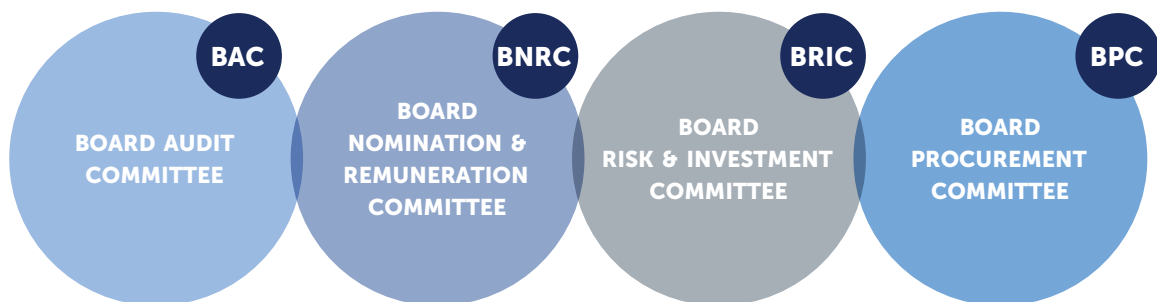 BAC
BOARD AUDIT
COMMITTEE
BNRC
BOARD
NOMINATION &
REMUNERATION
COMMITTEE
BRIC
BOARD
RISK & INVESTMENT
COMMITTEE
BPC
BOARD
PROCUREMENT
COMMITTEE